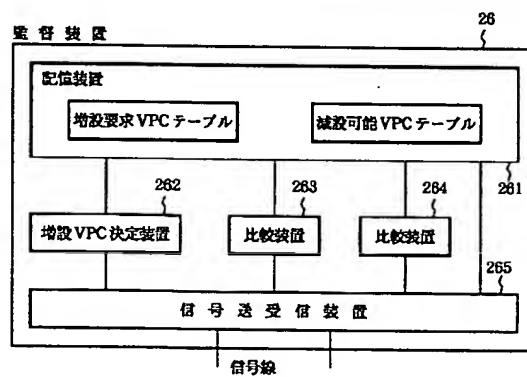 監督装置
26
記憶装置
増設要求VPCテーブル
減設可能VPCテーブル
261
262
263
264
増設VPC決定装置
比較装置
比較装置
265
信号送受信装置
信号線